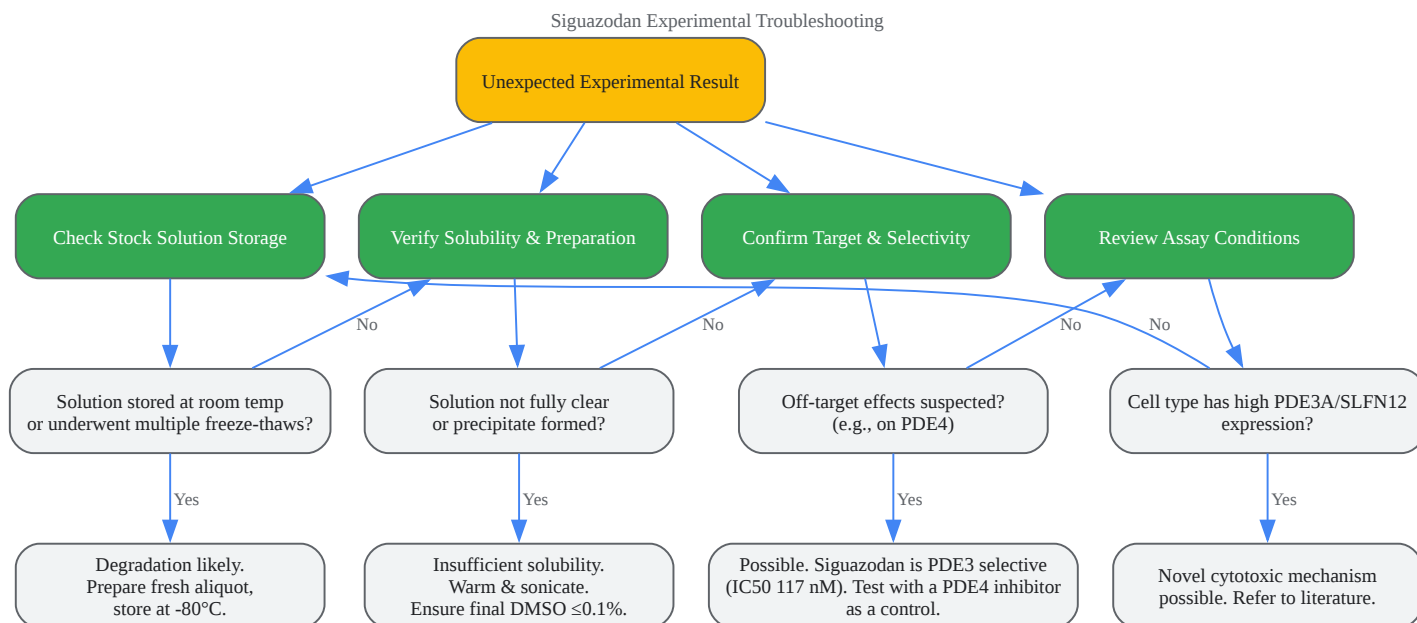 Siguazodan Experimental Troubleshooting
Unexpected Experimental Result
Check Stock Solution Storage
Verify Solubility & Preparation
Confirm Target & Selectivity
Review Assay Conditions
No
No
No
No
Solution stored at room temp
or underwent multiple freeze-thaws?
Solution not fully clear
or precipitate formed?
Off-target effects suspected?
(e.g., on PDE4)
Cell type has high PDE3A/SLFN12
expression?
Yes
Yes
Yes
Yes
Degradation likely.
Prepare fresh aliquot,
store at -80°C.
Insufficient solubility.
Warm & sonicate.
Ensure final DMSO ≤0.1%.
Possible. Siguazodan is PDE3 selective
(IC50 117 nM). Test with a PDE4 inhibitor
as a control.
Novel cytotoxic mechanism
possible. Refer to literature.